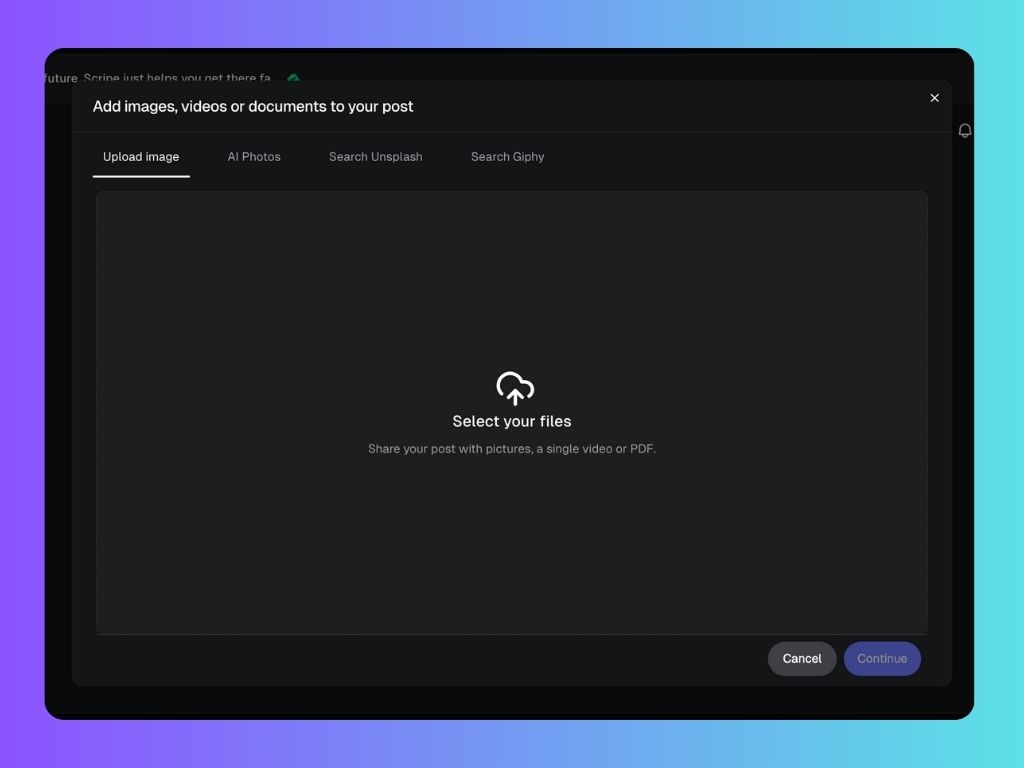 future. Scripe just helps you get there fa
Add images, videos or documents to your post
Upload image
AI Photos
Search Unsplash
Search Giphy
Select your files
Share your post with pictures, a single video or PDF.
Cancel
Continue